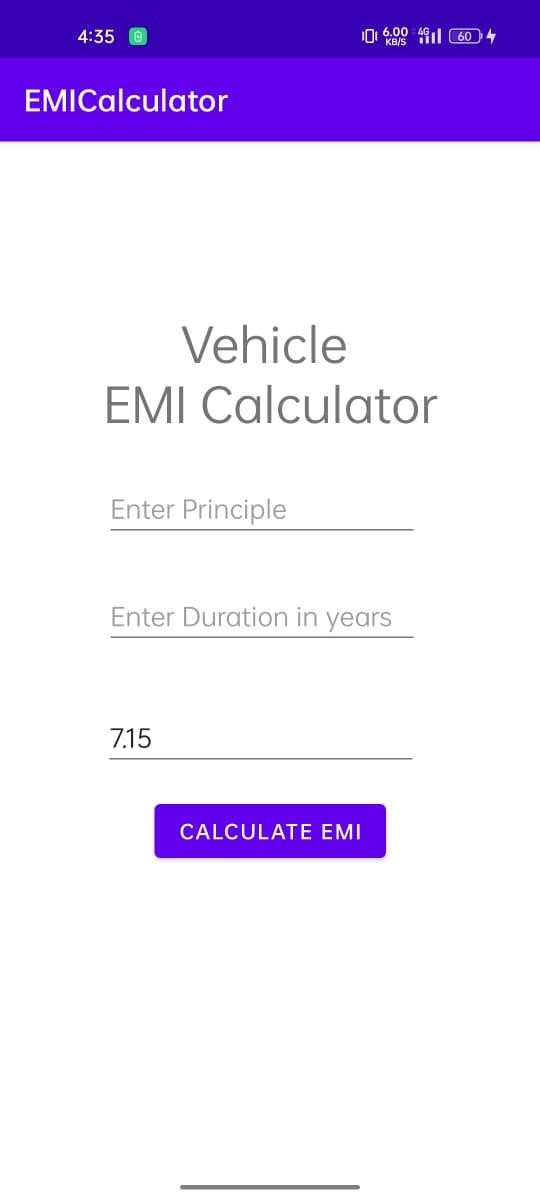 4:35 6.00 KB/S 4G 60
EMICalculator
Vehicle
EMI Calculator
Enter Principle
Enter Duration in years
7.15
CALCULATE EMI